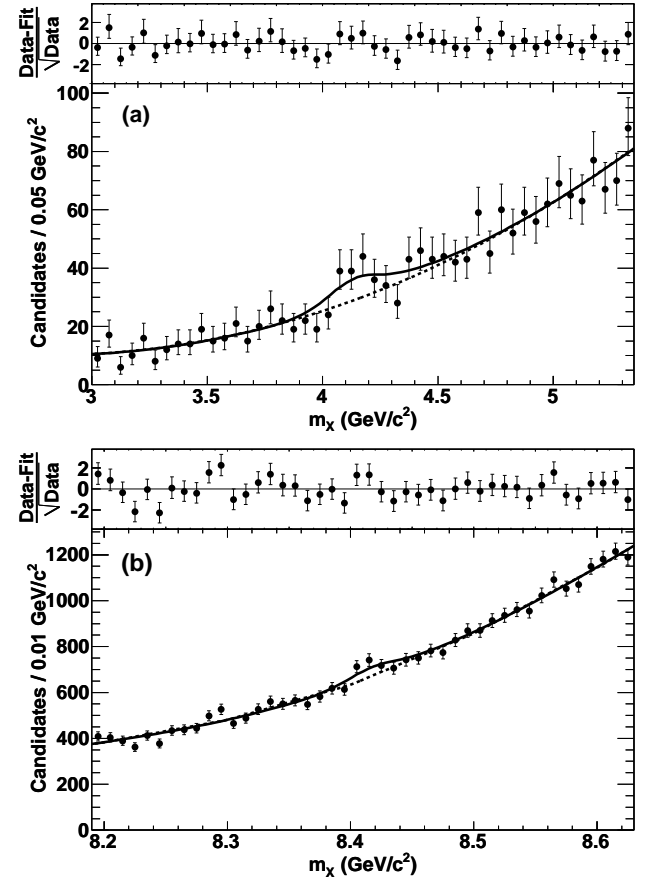 Data-Fit
√Data
2
0
-2
100
80
60
40
20
0
Candidates / 0.05 GeV/c²
(a)
3 3.5 4 4.5 5
mX (GeV/c²)
Data-Fit
√Data
2
0
-2
1200
1000
800
600
400
200
0
Candidates / 0.01 GeV/c²
(b)
8.2 8.3 8.4 8.5 8.6
mX (GeV/c²)